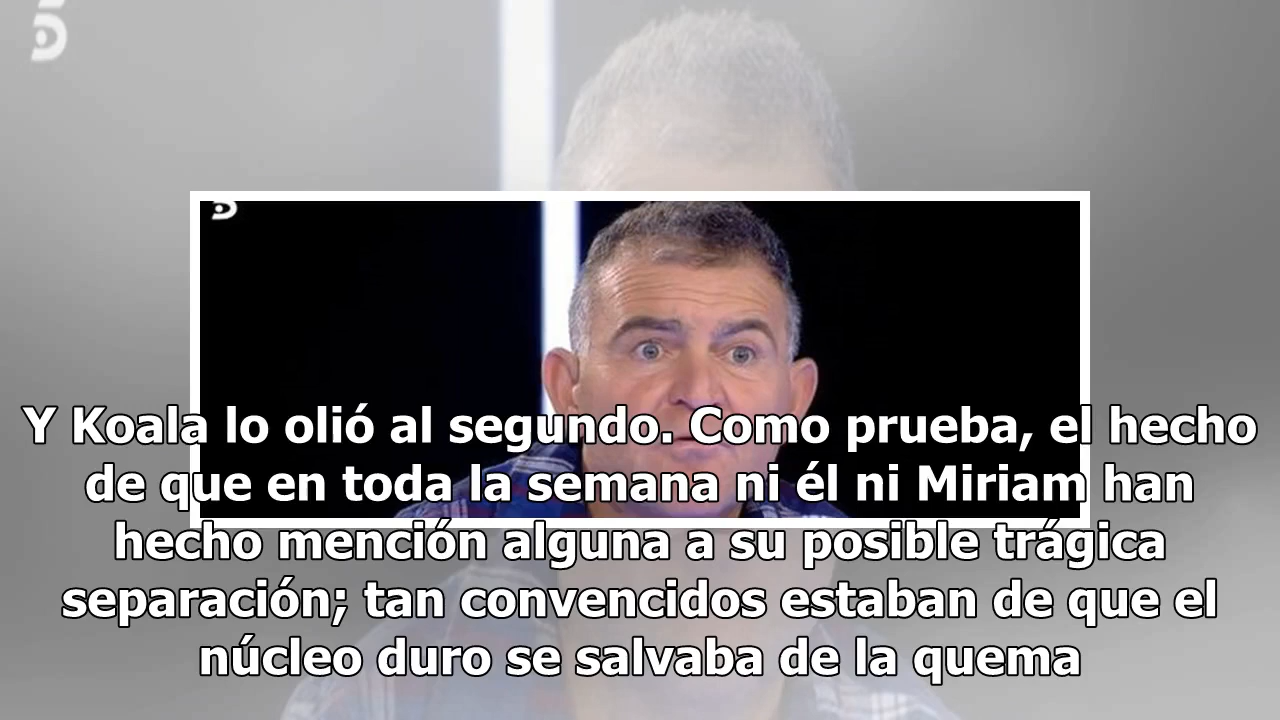 Y Koala lo olió al segundo. Como prueba, el hecho
de que en toda la semana ni él ni Miriam han
hecho mención alguna a su posible trágica
separación; tan convencidos estaban de que el
núcleo duro se salvaba de la quema